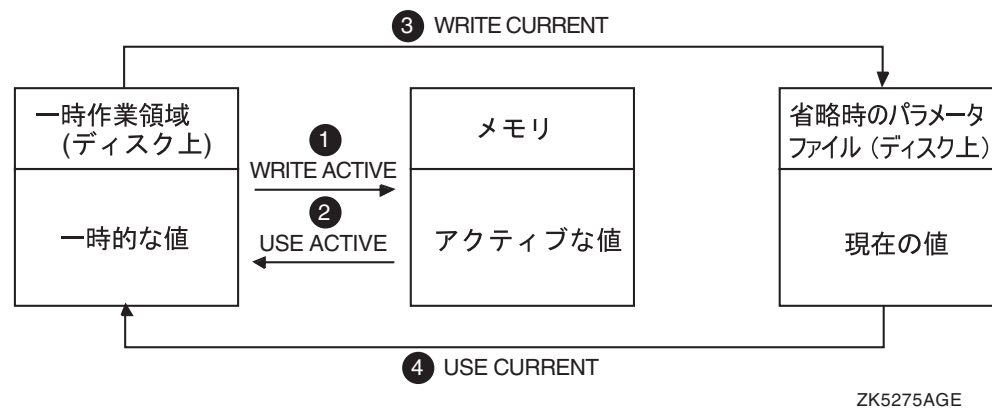 3 WRITE CURRENT
一時作業領域
(ディスク上)
一時的な値
1
WRITE ACTIVE
2
USE ACTIVE
メモリ
アクティブな値
省略時のパラメータ
ファイル (ディスク上)
現在の値
4 USE CURRENT
ZK5275AGE